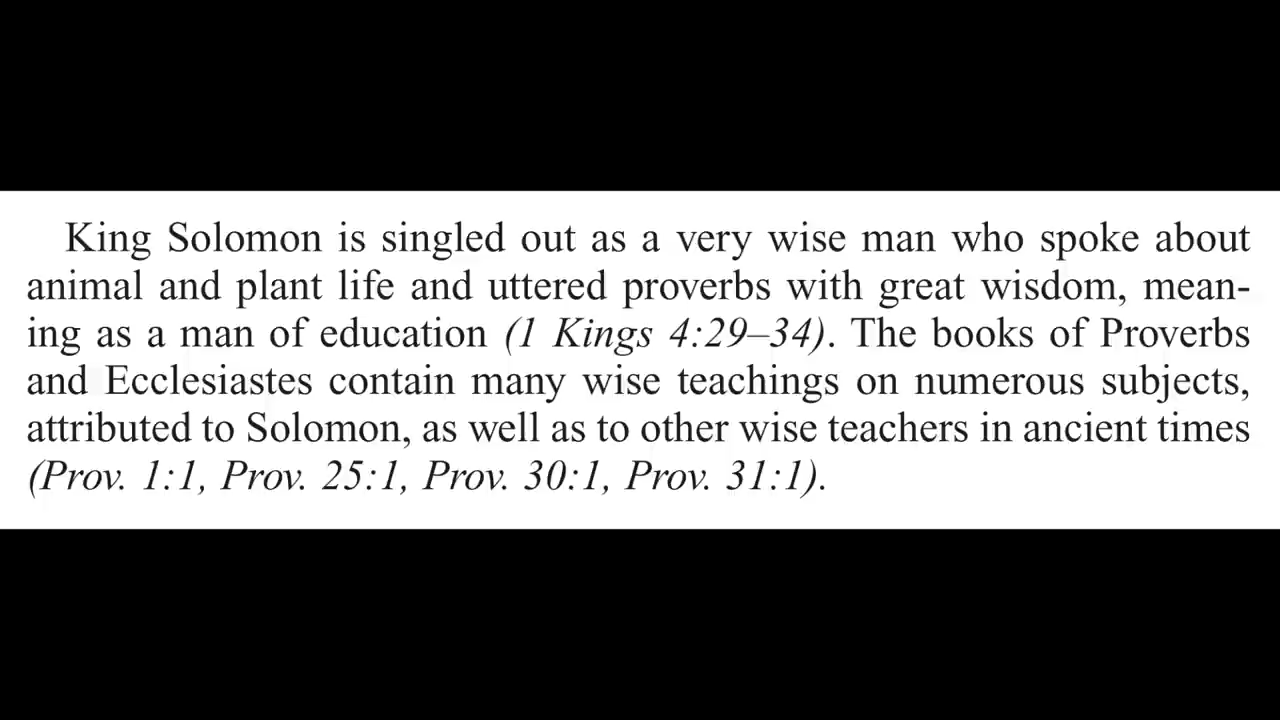 King Solomon is singled out as a very wise man who spoke about
animal and plant life and uttered proverbs with great wisdom, mean-
ing as a man of education (1 Kings 4:29–34). The books of Proverbs
and Ecclesiastes contain many wise teachings on numerous subjects,
attributed to Solomon, as well as to other wise teachers in ancient times
(Prov. 1:1, Prov. 25:1, Prov. 30:1, Prov. 31:1).